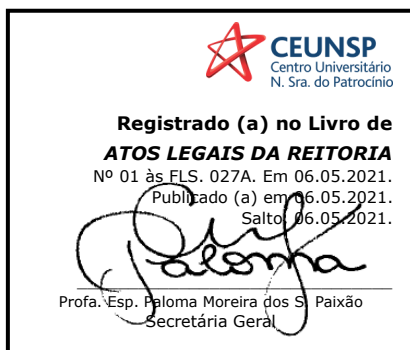 CEUNSP
Centro Universitário
N. Sra. do Patrocínio
Registrado (a) no Livro de
ATOS LEGAIS DA REITORIA
Nº 01 às FLS. 027A. Em 06.05.2021.
Publicado (a) em 06.05.2021.
Salto, 06.05.2021.
Paloma
Profa. Esp. Paloma Moreira dos S. Paixão
Secretária Geral